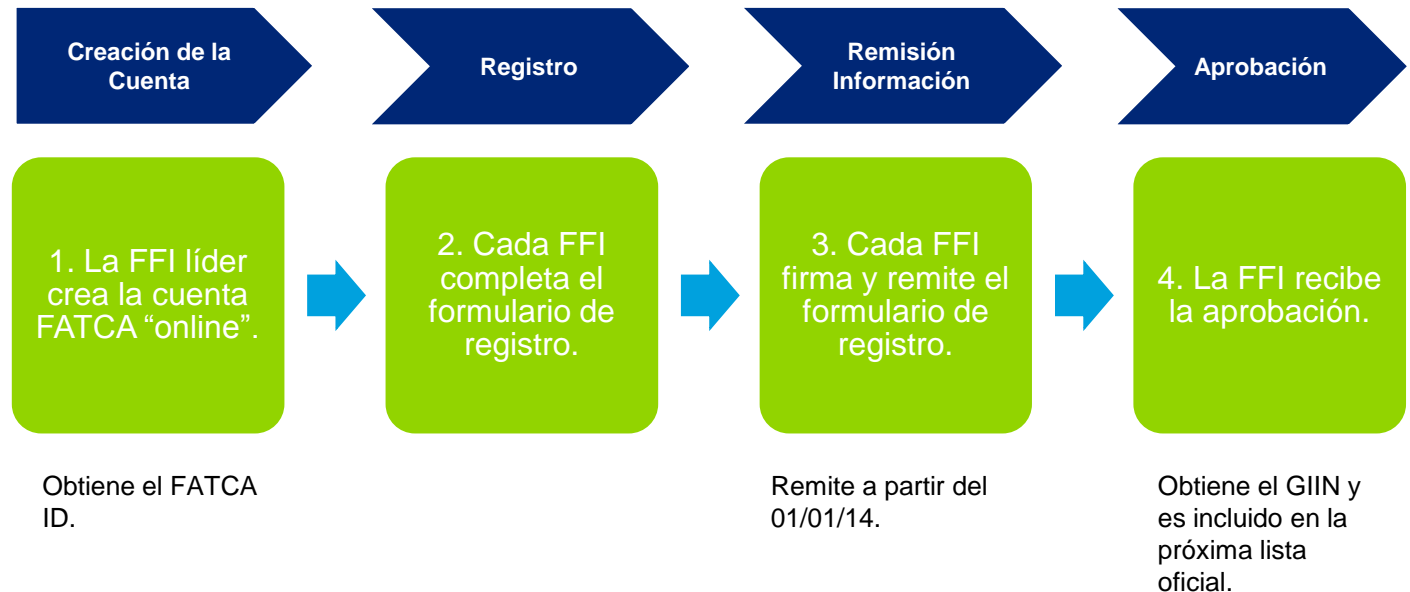 Creación de la
Cuenta
Registro
Remisión
Información
Aprobación
1. La FFI líder
crea la cuenta
FATCA “online”.
2. Cada FFI
completa el
formulario de
registro.
3. Cada FFI
firma y remite el
formulario de
registro.
4. La FFI recibe
la aprobación.
Obtiene el FATCA
ID.
Remite a partir del
01/01/14.
Obtiene el GIIN y
es incluido en la
próxima lista
oficial.